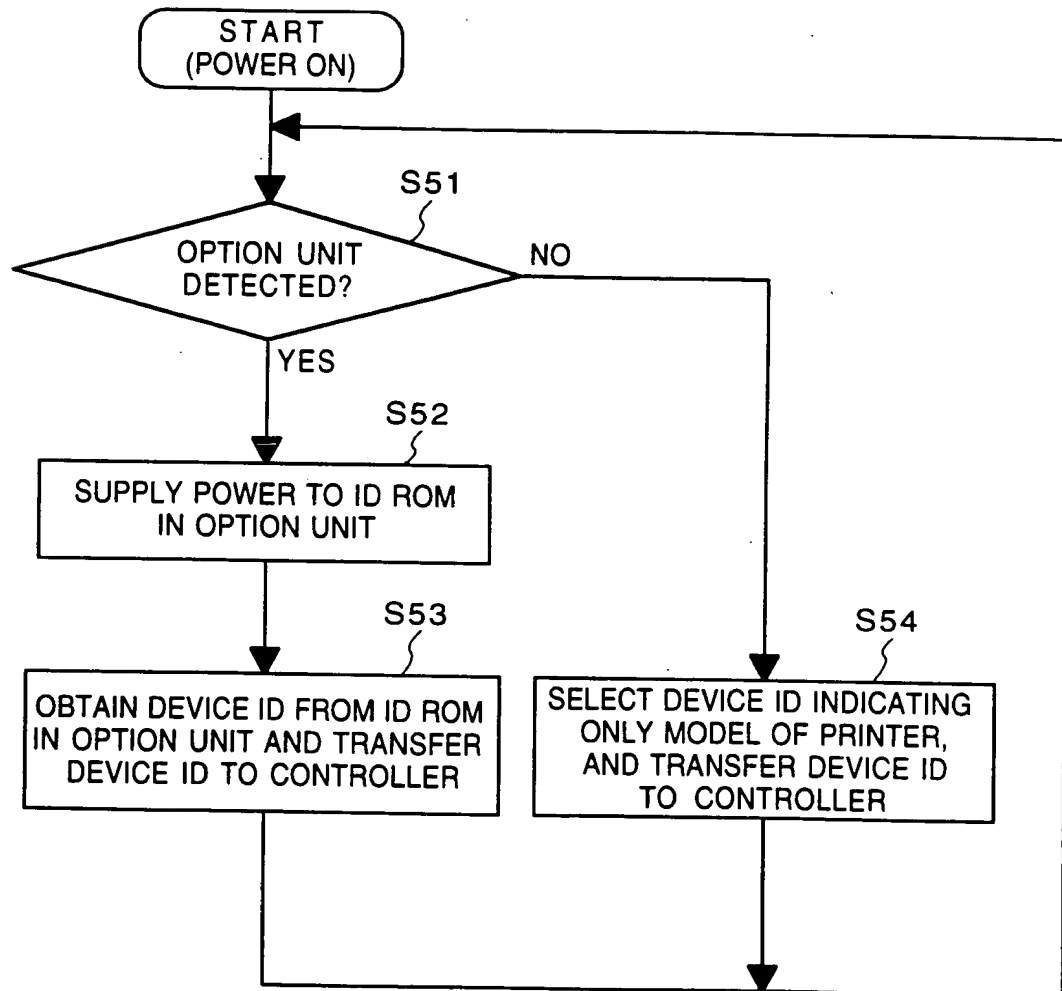 START
(POWER ON)
S51
OPTION UNIT
DETECTED?
NO
YES
S52
SUPPLY POWER TO ID ROM
IN OPTION UNIT
S53
OBTAIN DEVICE ID FROM ID ROM
IN OPTION UNIT AND TRANSFER
DEVICE ID TO CONTROLLER
S54
SELECT DEVICE ID INDICATING
ONLY MODEL OF PRINTER,
AND TRANSFER DEVICE ID
TO CONTROLLER